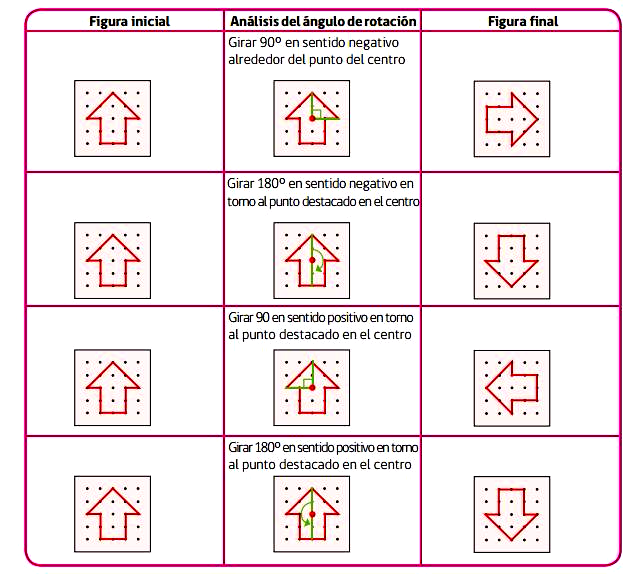 Figura inicial
Análisis del ángulo de rotación
Figura final
Girar 90º en sentido negativo
alrededor del punto del centro
Girar 180º en sentido negativo en
torno al punto destacado en el centro
Girar 90 en sentido positivo en torno
al punto destacado en el centro
Girar 180º en sentido positivo en torno
al punto destacado en el centro